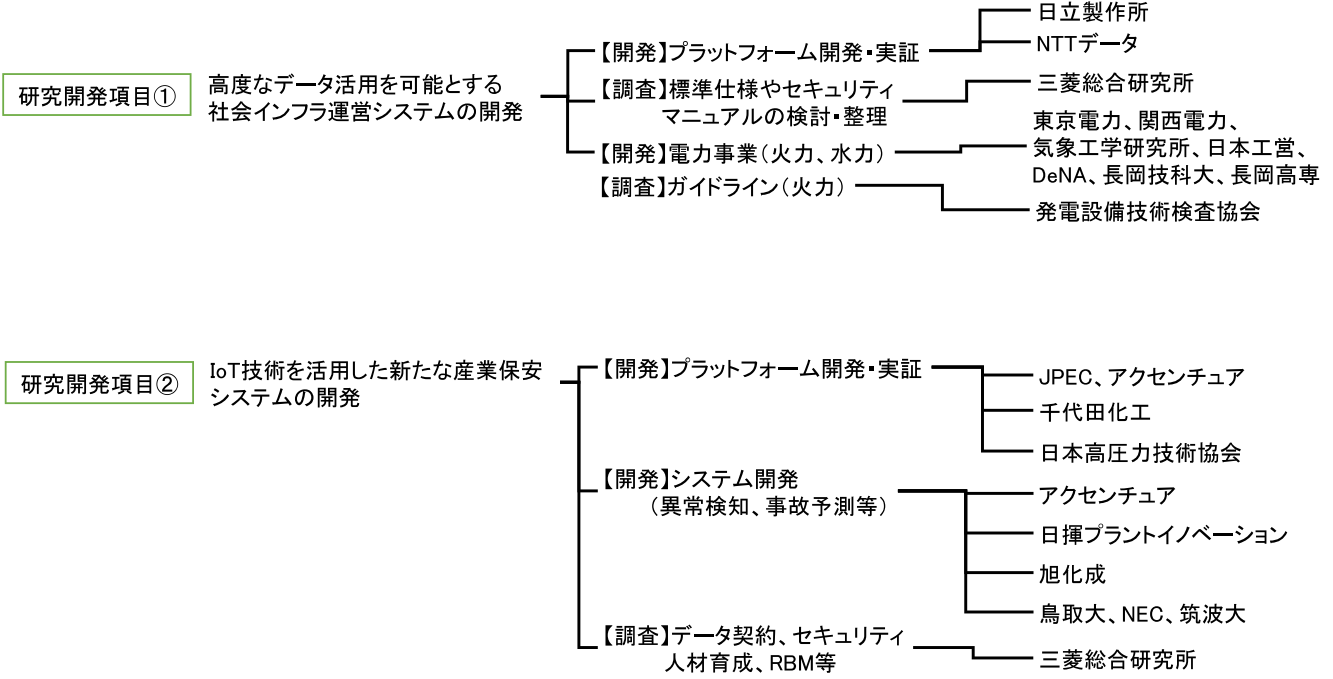 研究開発項目①
高度なデータ活用を可能とする
社会インフラ運営システムの開発
【開発】プラットフォーム開発・実証
日立製作所
NTTデータ
【調査】標準仕様やセキュリティ
マニュアルの検討・整理
三菱総合研究所
【開発】電力事業(火力、水力)
東京電力、関西電力、
気象工学研究所、日本工営、
DeNA、長岡技科大、長岡高専
【調査】ガイドライン(火力)
発電設備技術検査協会
研究開発項目②
IoT技術を活用した新たな産業保安
システムの開発
【開発】プラットフォーム開発・実証
JPEC、アクセンチュア
千代田化工
日本高圧力技術協会
【開発】システム開発
(異常検知、事故予測等)
アクセンチュア
日揮プラントイノベーション
旭化成
鳥取大、NEC、筑波大
【調査】データ契約、セキュリティ
人材育成、RBM等
三菱総合研究所